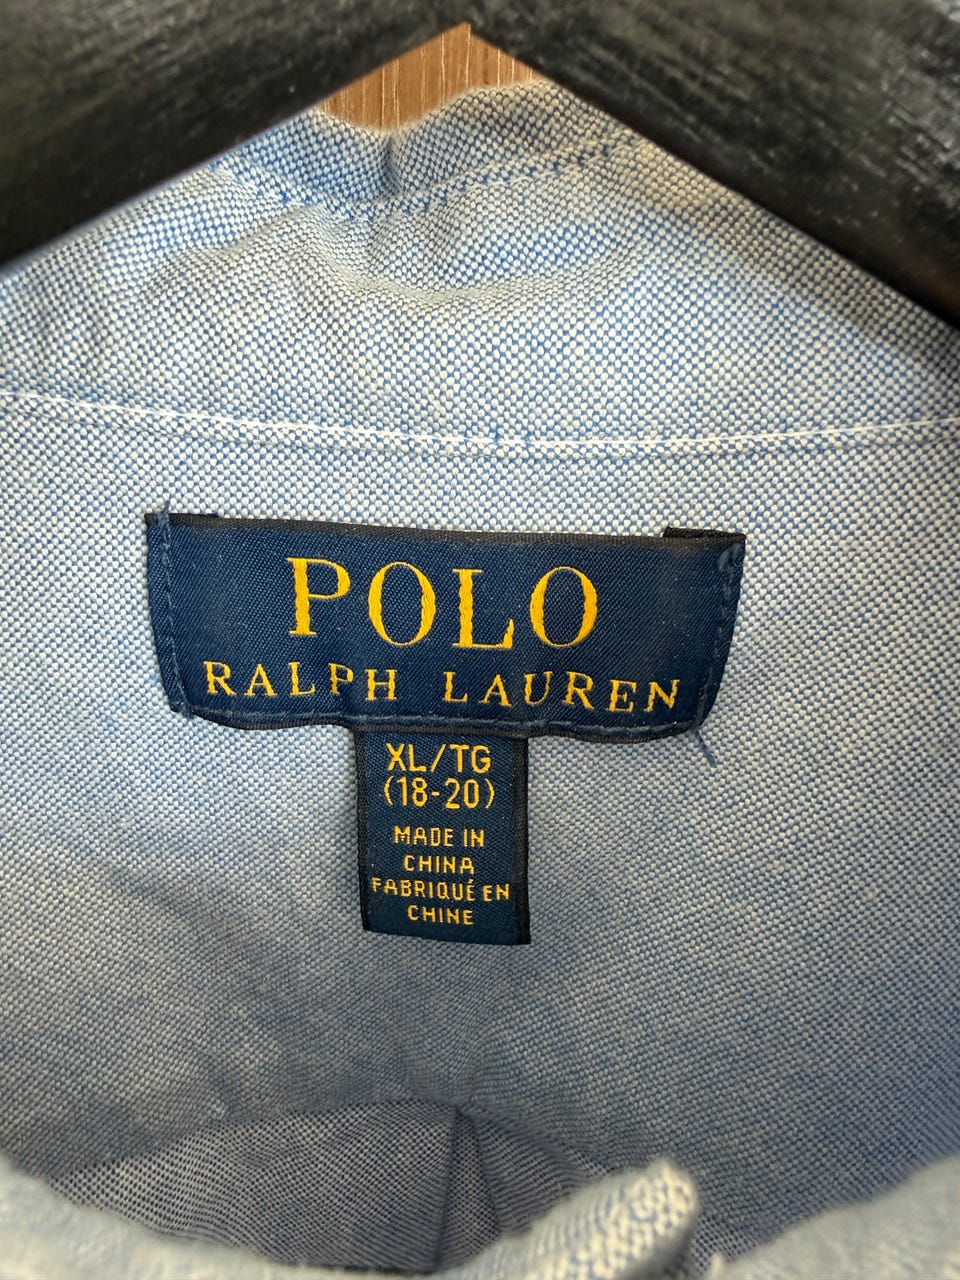 POLO
RALPH LAUREN
XL/TG
(18-20)
MADE IN
CHINA
FABRIQUÉ EN
CHINE